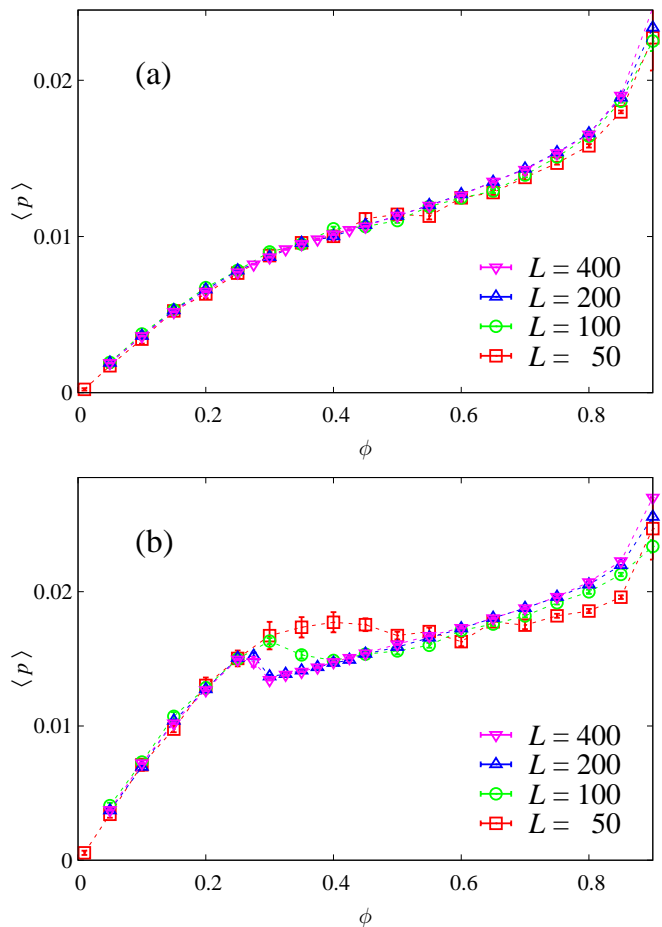 (a)
0.02
0.01
0
⟨ p ⟩
L = 400
L = 200
L = 100
L = 50
0 0.2 0.4 0.6 0.8
ϕ
(b)
0.02
0.01
0
⟨ p ⟩
L = 400
L = 200
L = 100
L = 50
0 0.2 0.4 0.6 0.8
ϕ